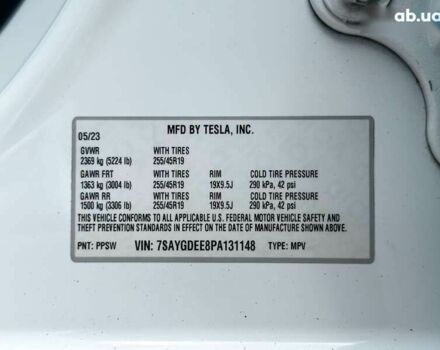 ab.ua
MFD BY TESLA, INC.
05/23
GVWR WITH TIRES
2369 kg (5224 lb) 255/45R19
GAWR FRT WITH TIRES RIM COLD TIRE PRESSURE
1363 kg (3004 lb) 255/45R19 19X9.5J 290 kPa, 42 psi
GAWR RR WITH TIRES RIM COLD TIRE PRESSURE
1500 kg (3306 lb) 255/45R19 19X9.5J 290 kPa, 42 psi
THIS VEHICLE CONFORMS TO ALL APPLICABLE U.S. FEDERAL MOTOR VEHICLE SAFETY AND
THEFT PREVENTION STANDARDS IN EFFECT ON THE DATE OF MANUFACTURE SHOWN ABOVE.
PNT: PPSW VIN: 7SAYGDEE8PA131148 TYPE: MPV